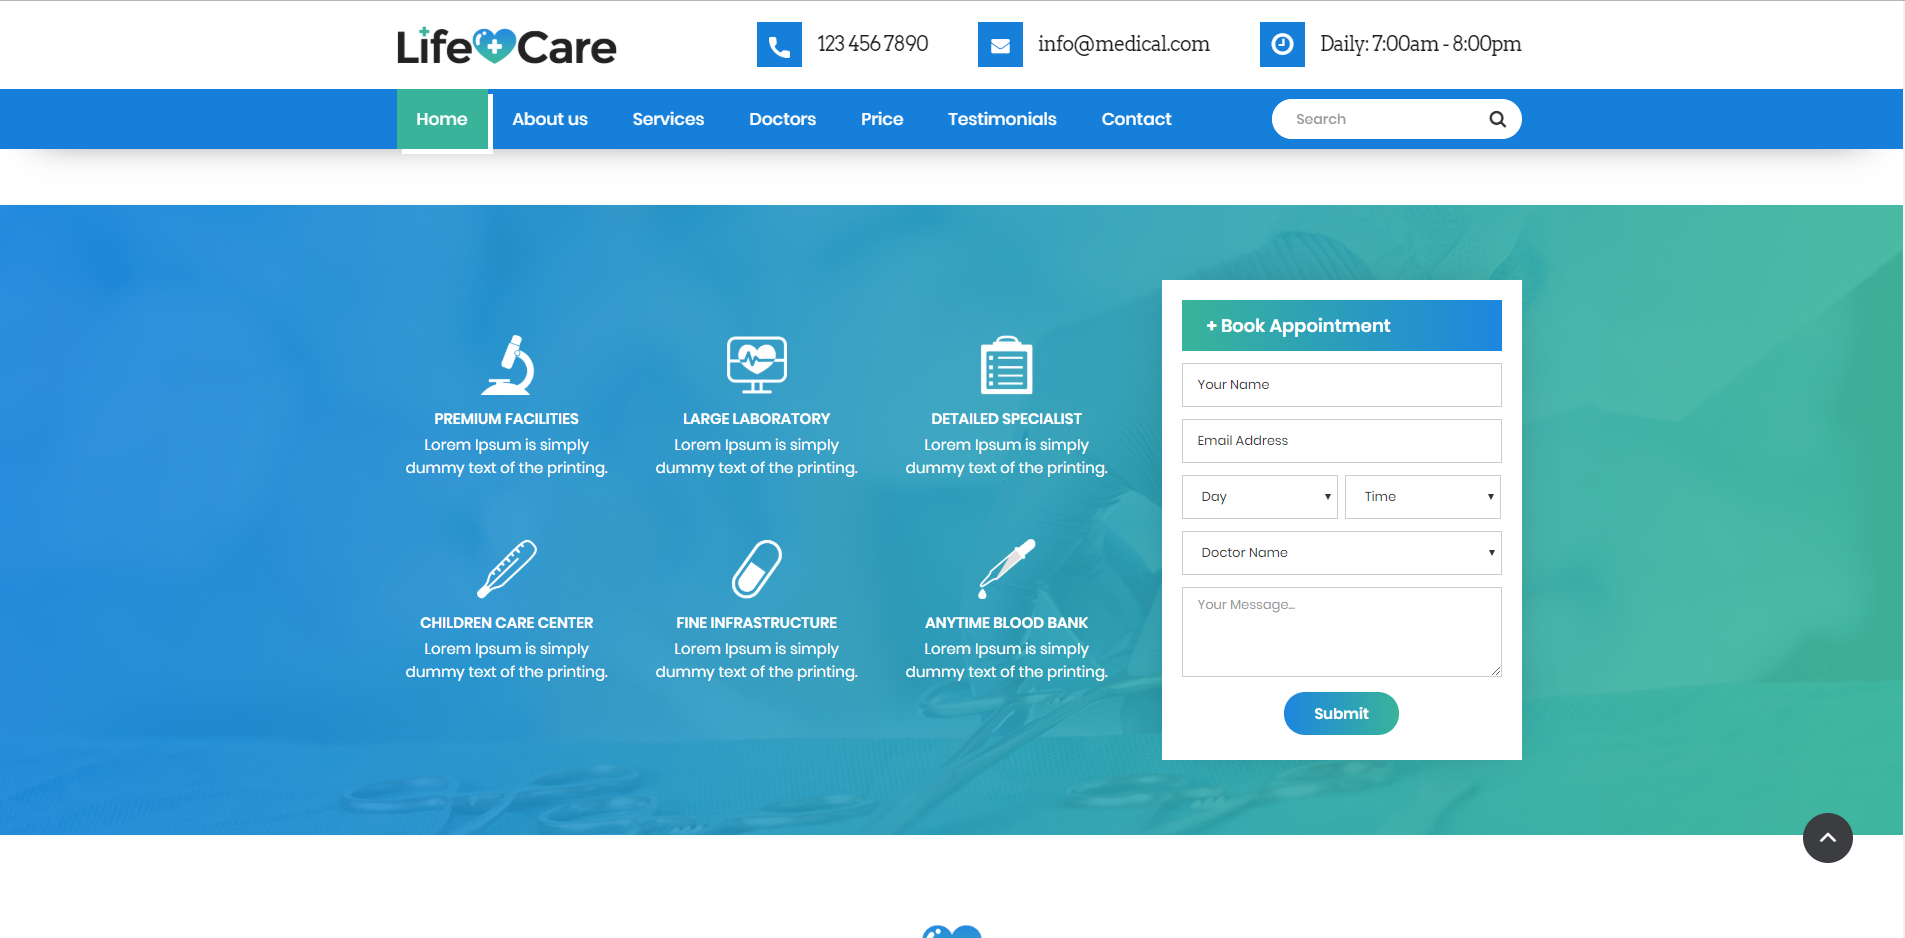 Life Care
123 456 7890
info@medical.com
Daily: 7:00am - 8:00pm
Home
About us
Services
Doctors
Price
Testimonials
Contact
Search
PREMIUM FACILITIES
Lorem Ipsum is simply
dummy text of the printing.
LARGE LABORATORY
Lorem Ipsum is simply
dummy text of the printing.
DETAILED SPECIALIST
Lorem Ipsum is simply
dummy text of the printing.
CHILDREN CARE CENTER
Lorem Ipsum is simply
dummy text of the printing.
FINE INFRASTRUCTURE
Lorem Ipsum is simply
dummy text of the printing.
ANYTIME BLOOD BANK
Lorem Ipsum is simply
dummy text of the printing.
+ Book Appointment
Your Name
Email Address
Day
Time
Doctor Name
Your Message...
Submit